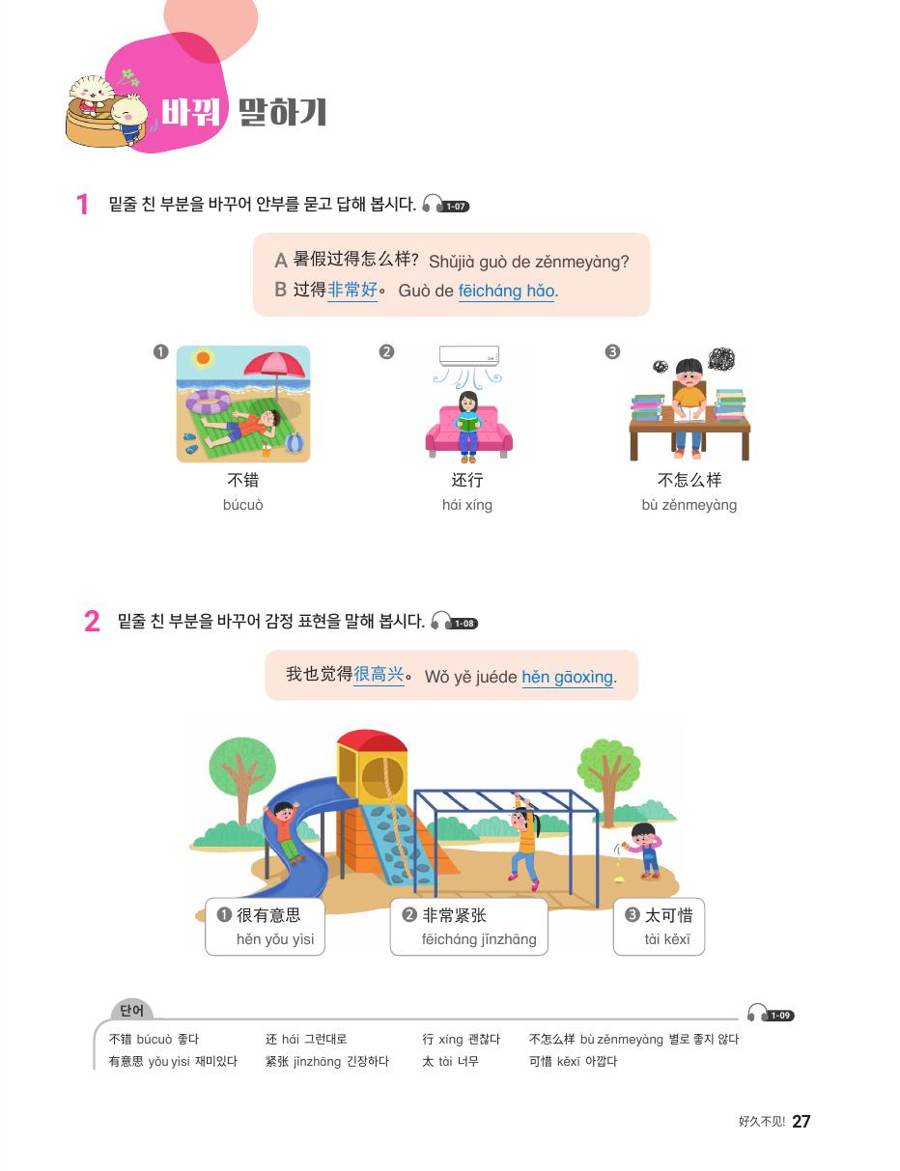 바꿔 말하기
1 밑줄 친 부분을 바꾸어 안부를 묻고 답해 봅시다. 1-07
A 暑假过得怎么样? Shǔjià guò de zěnmeyàng?
B 过得非常好。 Guò de fēicháng hǎo.
❶ ❷ ❸
不错 还行 不怎么样
búcuò hái xíng bù zěnmeyàng
2 밑줄 친 부분을 바꾸어 감정 표현을 말해 봅시다. 1-08
我也觉得很高兴。 Wǒ yě juéde hěn gāoxìng.
❶ 很有意思 ❷ 非常紧张 ❸ 太可惜
hěn yǒu yìsi fēicháng jǐnzhāng tài kěxī
단어 1-09
不错 búcuò 좋다 还 hái 그런대로 行 xíng 괜찮다 不怎么样 bù zěnmeyàng 별로 좋지 않다
有意思 yǒu yìsi 재미있다 紧张 jǐnzhāng 긴장하다 太 tài 너무 可惜 kěxī 아깝다
好久不见! 27